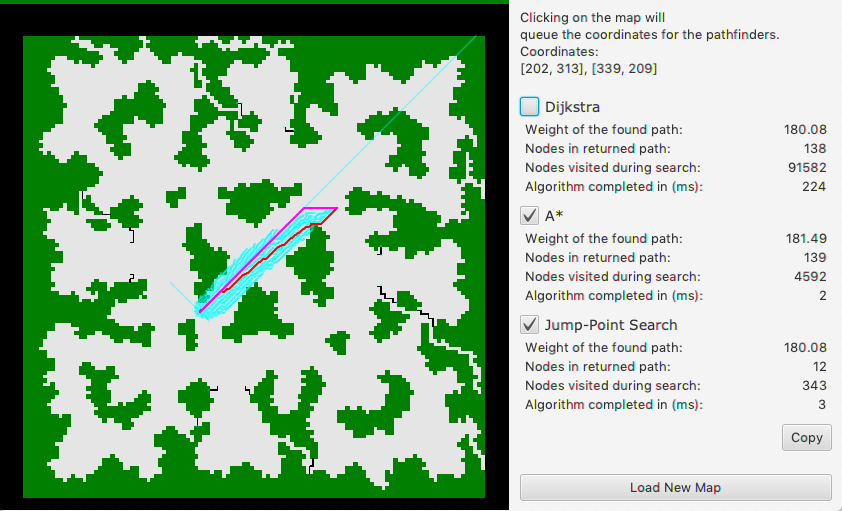 Clicking on the map will
queue the coordinates for the pathfinders.
Coordinates:
[202, 313], [339, 209]
Dijkstra
Weight of the found path: 180.08
Nodes in returned path: 138
Nodes visited during search: 91582
Algorithm completed in (ms): 224
A*
Weight of the found path: 181.49
Nodes in returned path: 139
Nodes visited during search: 4592
Algorithm completed in (ms): 2
Jump-Point Search
Weight of the found path: 180.08
Nodes in returned path: 12
Nodes visited during search: 343
Algorithm completed in (ms): 3
Copy
Load New Map